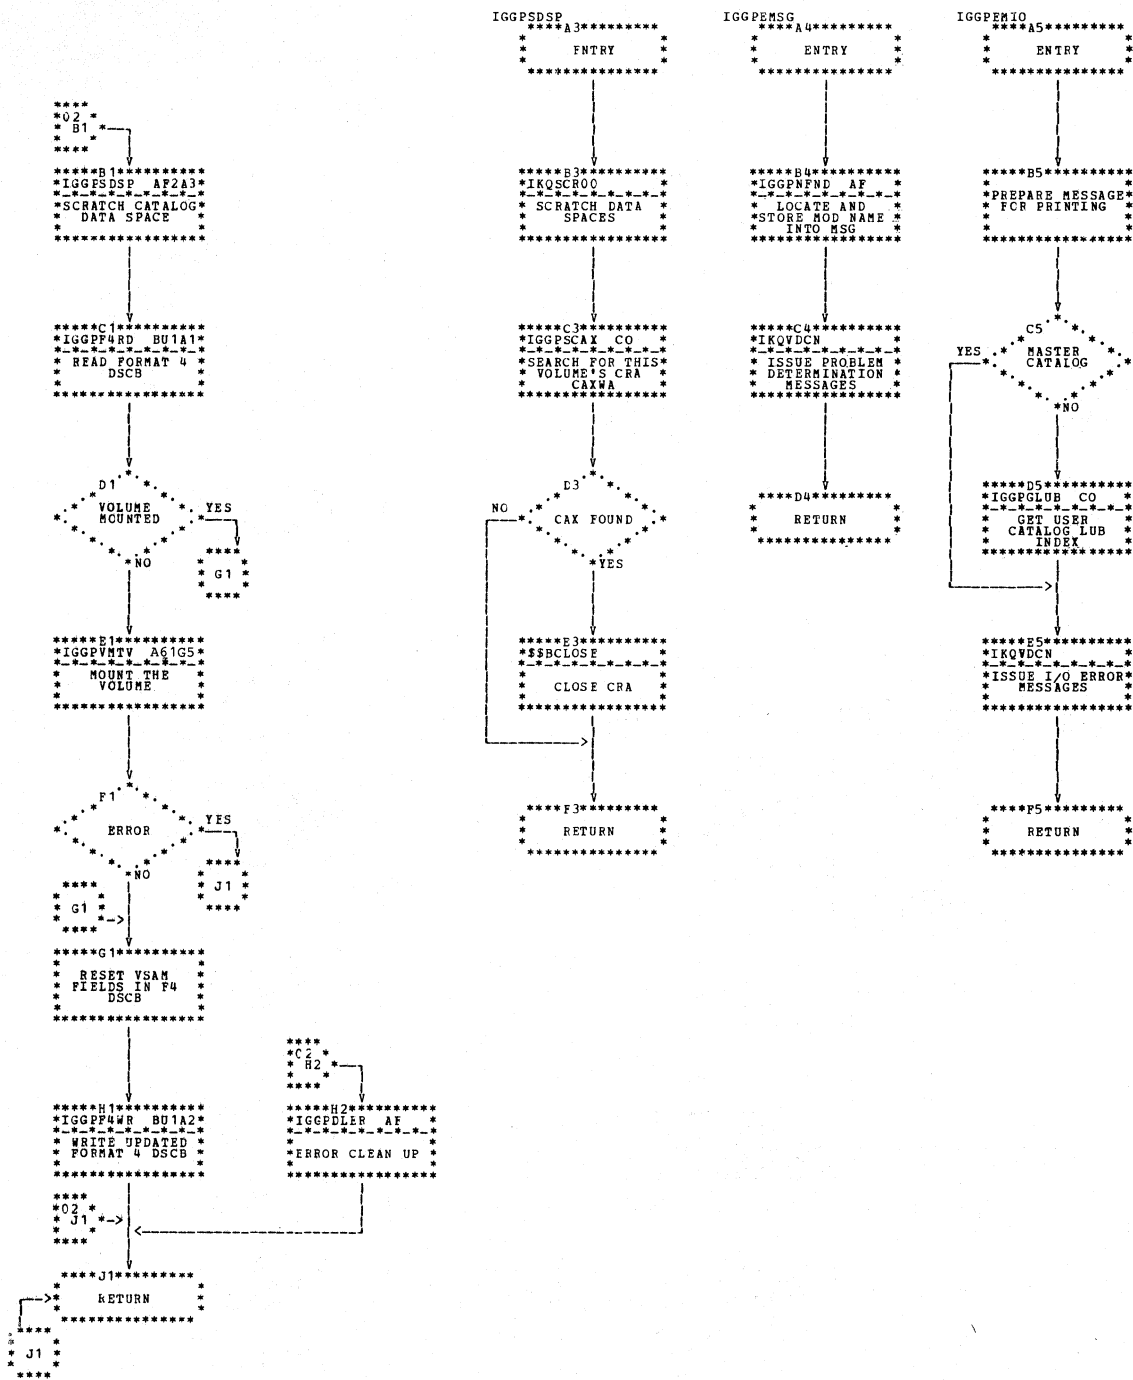 IGGPSDSP
A3
ENTRY
IGGPEMSG
A4
ENTRY
IGGPEMIO
A5
ENTRY
02
B1
B1
IGGPSDSP AF2A3
SCRATCH CATALOG
DATA SPACE
B3
IKQSCR00
SCRATCH DATA
SPACES
B4
IGGPNFND AF
LOCATE AND
STORE MOD NAME
INTO MSG
B5
PREPARE MESSAGE
FCR PRINTING
C1
IGGPF4RD BU1A1
READ FORMAT 4
DSCB
C3
IGGPSCAX CO
SEARCH FOR THIS
VOLUME'S CRA
CAXWA
C4
IKQVDCN
ISSUE PROBLEM
DETERMINATION
MESSAGES
C5
MASTER
CATALOG
YES
NO
D1
VOLUME
MOUNTED
YES
NO
G1
D3
CAX FOUND
NO
YES
D4
RETURN
D5
IGGPGLUB CO
GET USER
CATALOG LUB
INDEX
E1
IGGPVMTV A61G5
MOUNT THE
VOLUME
E3
$$BCLOSE
CLOSE CRA
E5
IKQVDCN
ISSUE I/O ERROR
MESSAGES
F1
ERROR
YES
NO
J1
F3
RETURN
F5
RETURN
G1
G1
RESET VSAM
FIELDS IN F4
DSCB
C2
H2
H1
IGGPF4WR BU1A2
WRITE UPDATED
FORMAT 4 DSCB
H2
IGGPDLER AF
ERROR CLEAN UP
02
J1
J1
RETURN
J1